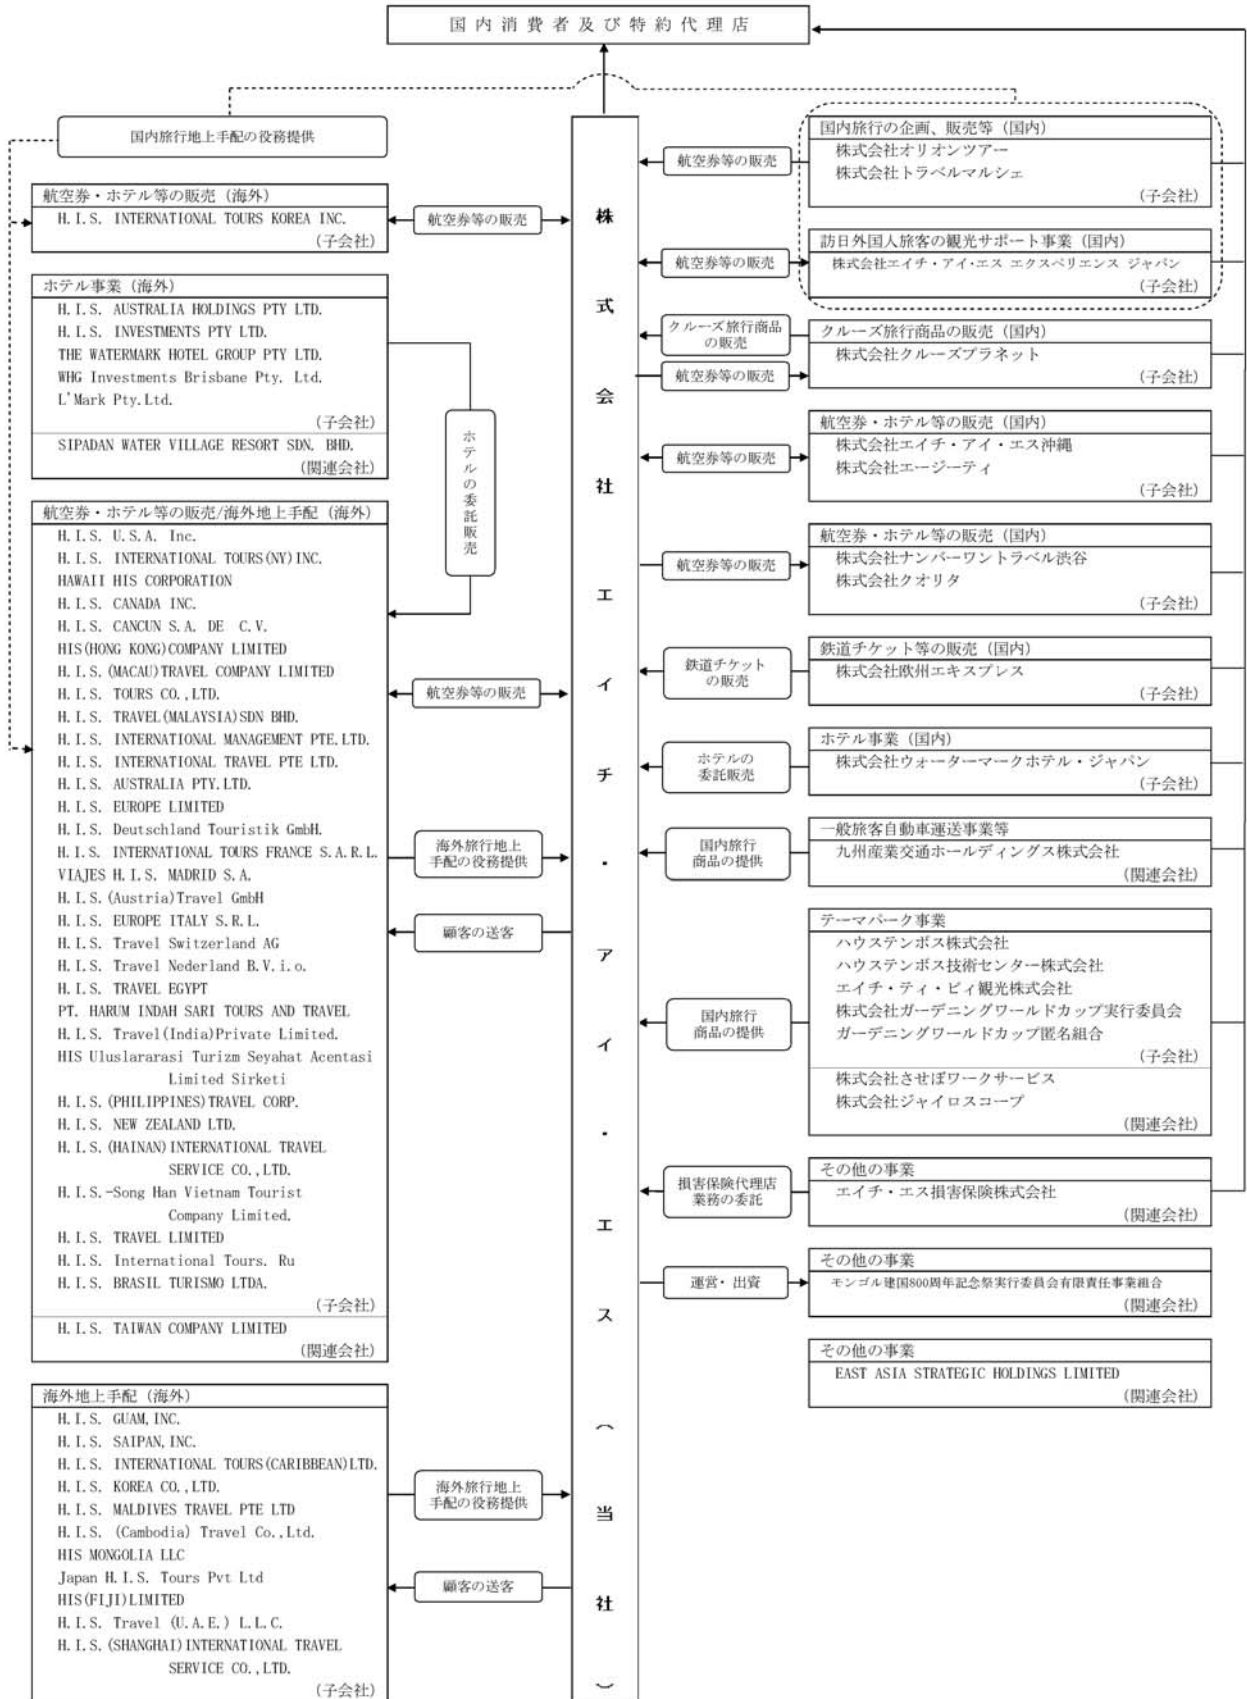 国内消費者及び特約代理店
国内旅行地上手配の役務提供
航空券・ホテル等の販売（海外）
H.I.S. INTERNATIONAL TOURS KOREA INC.
（子会社）
航空券等の販売
ホテル事業（海外）
H.I.S. AUSTRALIA HOLDINGS PTY LTD.
H.I.S. INVESTMENTS PTY LTD.
THE WATERMARK HOTEL GROUP PTY LTD.
WHG Investments Brisbane Pty. Ltd.
L'Mark Pty.Ltd.
（子会社）
SIPADAN WATER VILLAGE RESORT SDN. BHD.
（関連会社）
ホテルの委託販売
航空券・ホテル等の販売/海外地上手配（海外）
H.I.S. U.S.A. Inc.
H.I.S. INTERNATIONAL TOURS(NY)INC.
HAWAII HIS CORPORATION
H.I.S. CANADA INC.
H.I.S. CANCUN S.A. DE C.V.
HIS(HONG KONG)COMPANY LIMITED
H.I.S.(MACAU)TRAVEL COMPANY LIMITED
H.I.S. TOURS CO.,LTD.
H.I.S. TRAVEL(MALAYSIA)SDN BHD.
H.I.S. INTERNATIONAL MANAGEMENT PTE.LTD.
H.I.S. INTERNATIONAL TRAVEL PTE LTD.
H.I.S. AUSTRALIA PTY.LTD.
H.I.S. EUROPE LIMITED
H.I.S. Deutschland Touristik GmbH.
H.I.S. INTERNATIONAL TOURS FRANCE S.A.R.L.
VIAJES H.I.S. MADRID S.A.
H.I.S.(Austria)Travel GmbH
H.I.S. EUROPE ITALY S.R.L.
H.I.S. Travel Switzerland AG
H.I.S. Travel Nederland B.V.i.o.
H.I.S. TRAVEL EGYPT
PT. HARUM INDAH SARI TOURS AND TRAVEL
H.I.S. Travel(India)Private Limited.
HIS Uluslararasi Turizm Seyahat Acentasi
Limited Sirketi
H.I.S.(PHILIPPINES)TRAVEL CORP.
H.I.S. NEW ZEALAND LTD.
H.I.S.(HAINAN)INTERNATIONAL TRAVEL
SERVICE CO.,LTD.
H.I.S.-Song Han Vietnam Tourist
Company Limited.
H.I.S. TRAVEL LIMITED
H.I.S. International Tours. Ru
H.I.S. BRASIL TURISMO LTDA.
（子会社）
H.I.S. TAIWAN COMPANY LIMITED
（関連会社）
航空券等の販売
海外旅行地上
手配の役務提供
顧客の送客
海外地上手配（海外）
H.I.S. GUAM,INC.
H.I.S. SAIPAN,INC.
H.I.S. INTERNATIONAL TOURS(CARIBBEAN)LTD.
H.I.S. KOREA CO.,LTD.
H.I.S. MALDIVES TRAVEL PTE LTD
H.I.S. (Cambodia) Travel Co.,Ltd.
HIS MONGOLIA LLC
Japan H.I.S. Tours Pvt Ltd
HIS(FIJI)LIMITED
H.I.S. Travel (U.A.E.) L.L.C.
H.I.S.(SHANGHAI)INTERNATIONAL TRAVEL
SERVICE CO.,LTD.
（子会社）
海外旅行地上
手配の役務提供
顧客の送客
株式会社エイチ・アイ・エス（当社）
航空券等の販売
国内旅行の企画、販売等（国内）
株式会社オリオンツアー
株式会社トラベルマルシェ
（子会社）
航空券等の販売
訪日外国人旅客の観光サポート事業（国内）
株式会社エイチ・アイ・エス エクスペリエンス ジャパン
（子会社）
クルーズ旅行商品
の販売
航空券等の販売
クルーズ旅行商品の販売（国内）
株式会社クルーズプラネット
（子会社）
航空券等の販売
航空券・ホテル等の販売（国内）
株式会社エイチ・アイ・エス沖縄
株式会社エージーティ
（子会社）
航空券等の販売
航空券・ホテル等の販売（国内）
株式会社ナンバーワントラベル渋谷
株式会社クオリタ
（子会社）
鉄道チケット
の販売
鉄道チケット等の販売（国内）
株式会社欧州エキスプレス
（子会社）
ホテルの
委託販売
ホテル事業（国内）
株式会社ウォーターマークホテル・ジャパン
（子会社）
国内旅行
商品の提供
一般旅客自動車運送事業等
九州産業交通ホールディングス株式会社
（関連会社）
国内旅行
商品の提供
テーマパーク事業
ハウステンボス株式会社
ハウステンボス技術センター株式会社
エイチ・ティ・ビィ観光株式会社
株式会社ガーデニングワールドカップ実行委員会
ガーデニングワールドカップ匿名組合
（子会社）
株式会社させぼワークサービス
株式会社ジャイロスコープ
（関連会社）
損害保険代理店
業務の委託
その他の事業
エイチ・エス損害保険株式会社
（関連会社）
運営・出資
その他の事業
モンゴル建国800周年記念祭実行委員会有限責任事業組合
（関連会社）
その他の事業
EAST ASIA STRATEGIC HOLDINGS LIMITED
（関連会社）